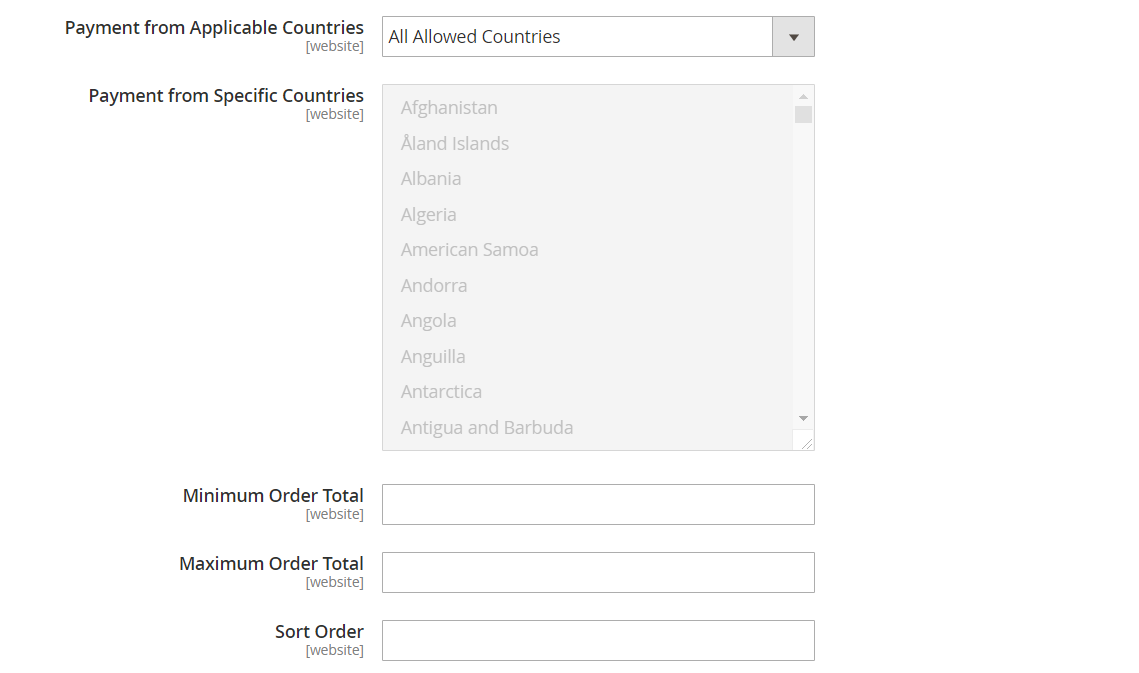 Payment from Applicable Countries
[website]
All Allowed Countries
Payment from Specific Countries
[website]
Afghanistan
Åland Islands
Albania
Algeria
American Samoa
Andorra
Angola
Anguilla
Antarctica
Antigua and Barbuda
Minimum Order Total
[website]
Maximum Order Total
[website]
Sort Order
[website]